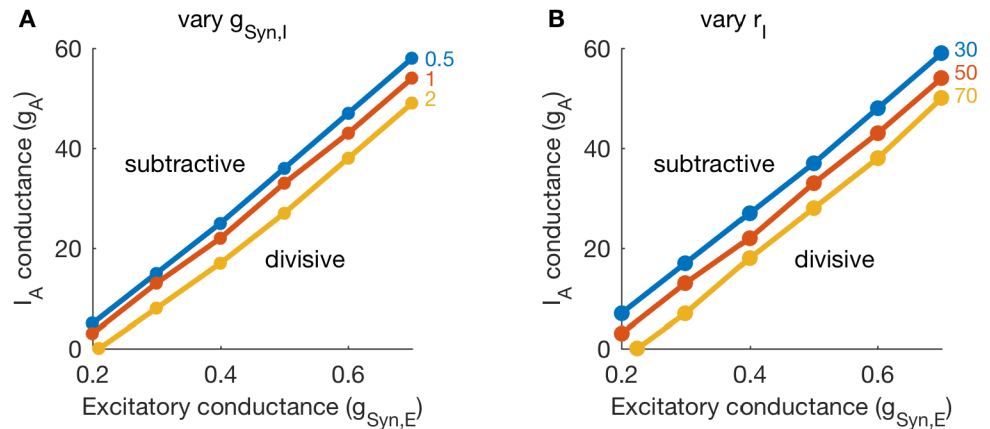 A
vary g_Syn,I
60
40
20
0
0.2
0.4
0.6
I_A conductance (g_A)
Excitatory conductance (g_Syn,E)
subtractive
divisive
0.5
1
2
B
vary r_I
60
40
20
0
0.2
0.4
0.6
I_A conductance (g_A)
Excitatory conductance (g_Syn,E)
subtractive
divisive
30
50
70